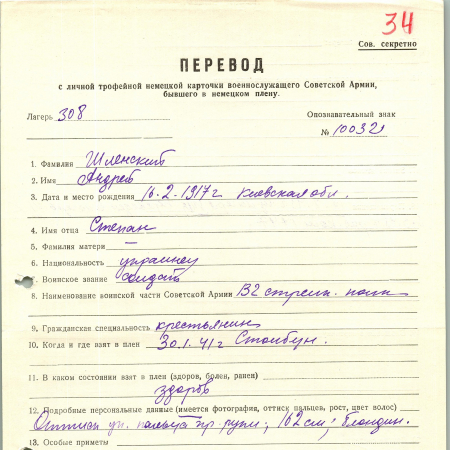 34
Сов. секретно
ПЕРЕВОД
с личной трофейной немецкой карточки военнослужащего Советской Армии,
бывшего в немецком плену.
Лагерь 308
Опознавательный знак
№ 100321
1. Фамилия Шленский
2. Имя Андрей
3. Дата и место рождения 16.2.1917 г Киевская обл.
4. Имя отца Степан
5. Фамилия матери —
6. Национальность украинец
7. Воинское звание солдат
8. Наименование воинской части Советской Армии 132 стрелк. полк
9. Гражданская специальность крестьянин
10. Когда и где взят в плен 30.1.41 г
11. В каком состоянии взят в плен (здоров, болен, ранен)
здоров
12. Подробные персональные данные (имеется фотография, оттиск пальцев, рост, цвет волос)
Оттиск ук. пальца пр. руки; 162 см; блондин.
13. Особые приметы